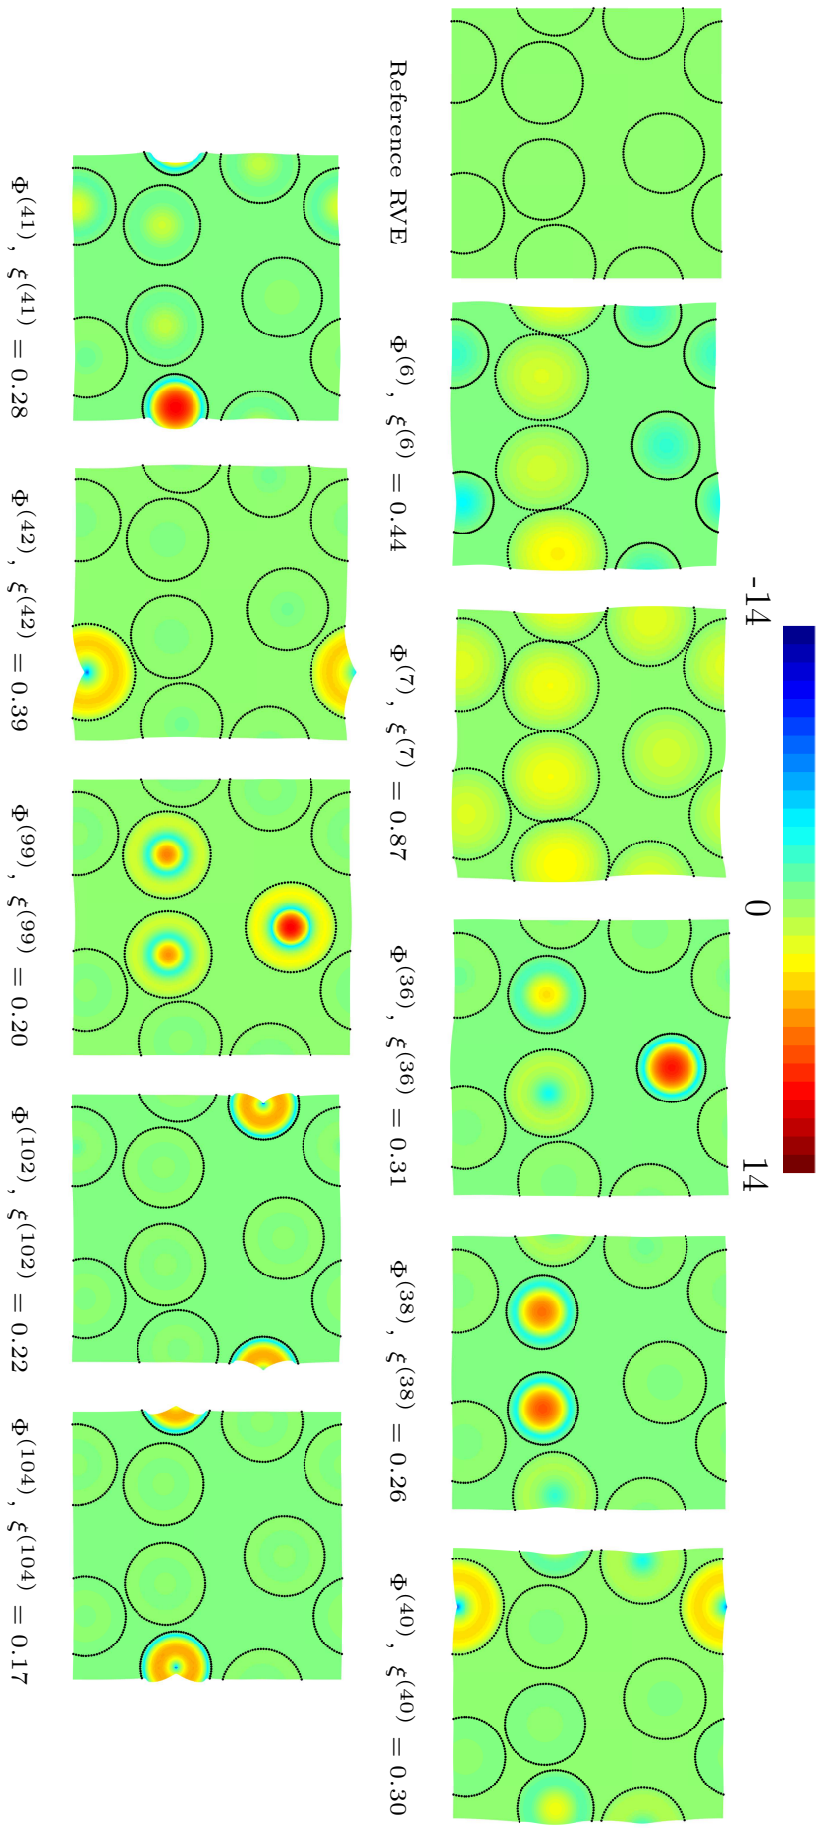 -14 0 14
Reference RVE
Φ^(6), ξ^(6) = 0.44
Φ^(7), ξ^(7) = 0.87
Φ^(36), ξ^(36) = 0.31
Φ^(38), ξ^(38) = 0.26
Φ^(40), ξ^(40) = 0.30
Φ^(41), ξ^(41) = 0.28
Φ^(42), ξ^(42) = 0.39
Φ^(99), ξ^(99) = 0.20
Φ^(102), ξ^(102) = 0.22
Φ^(104), ξ^(104) = 0.17